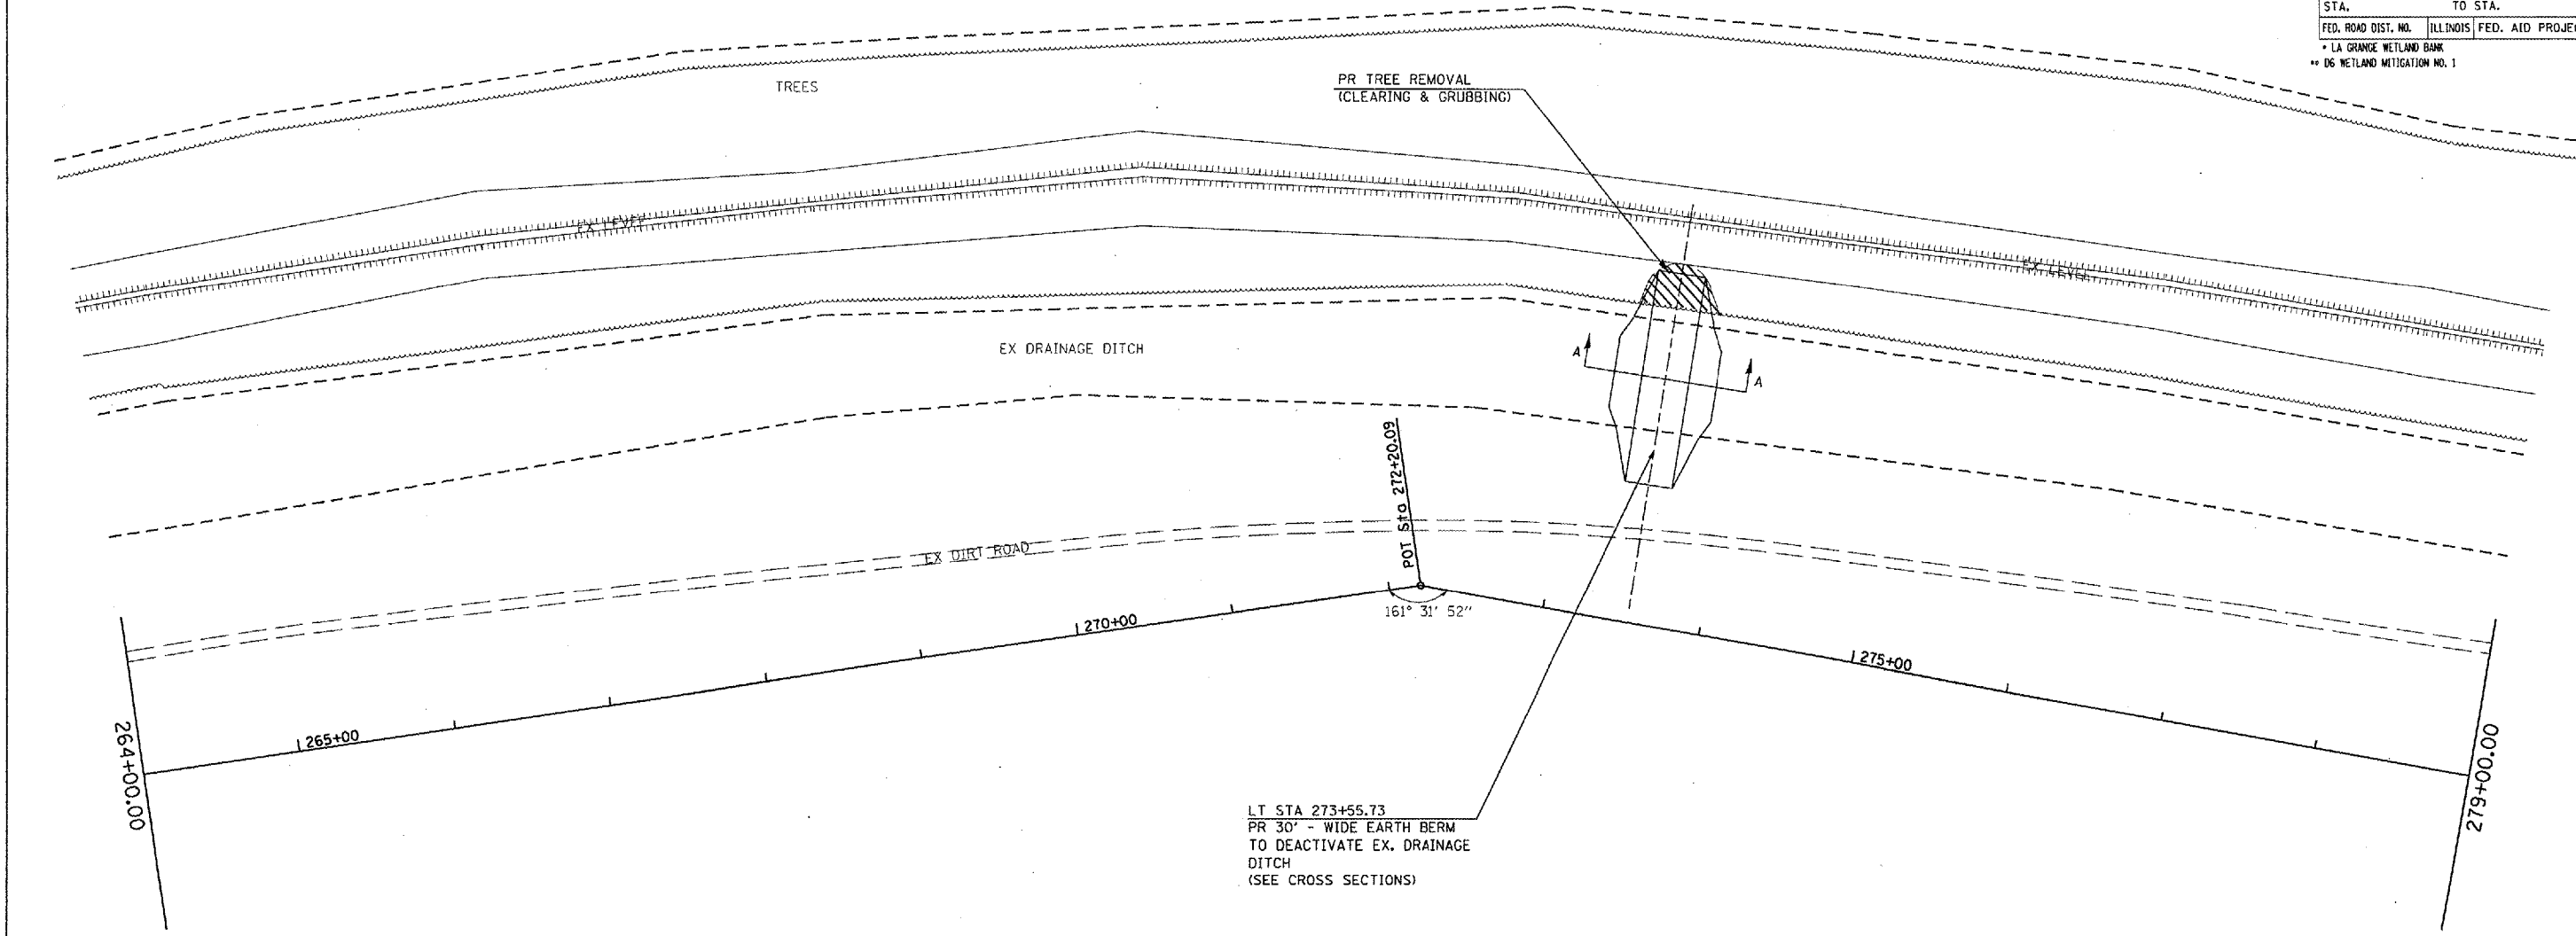 STA. TO STA.
FED. ROAD DIST. NO. ILLINOIS FED. AID PROJE
* LA GRANGE WETLAND BANK
** D6 WETLAND MITIGATION NO. 1
PR TREE REMOVAL
(CLEARING & GRUBBING)
TREES
EX LEVEE
EX LEVEE
EX DRAINAGE DITCH
A
A
POT Sta 272+20.09
EX DIRT ROAD
161° 31' 52"
270+00
275+00
265+00
264+00.00
279+00.00
LT STA 273+55.73
PR 30' - WIDE EARTH BERM
TO DEACTIVATE EX. DRAINAGE
DITCH
(SEE CROSS SECTIONS)